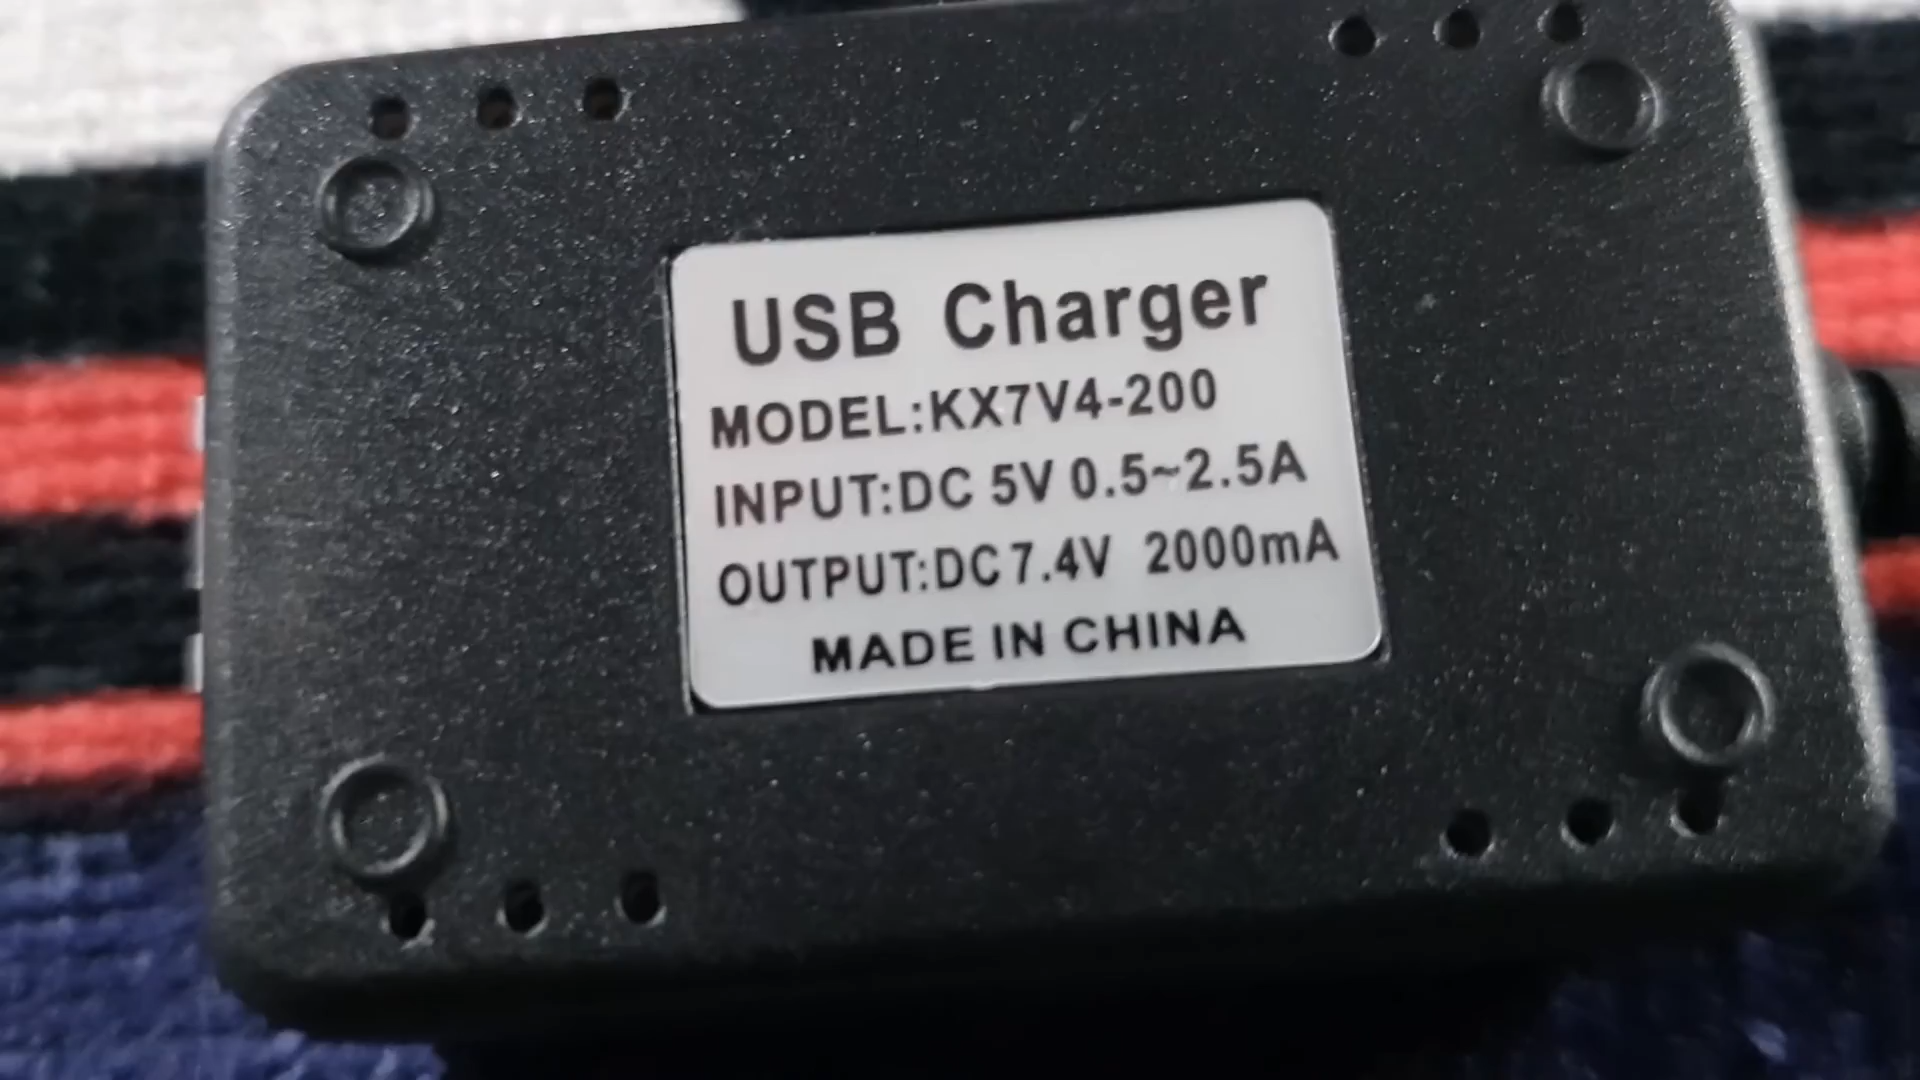 USB Charger
MODEL:KX7V4-200
INPUT:DC 5V 0.5~2.5A
OUTPUT:DC7.4V 2000mA
MADE IN CHINA